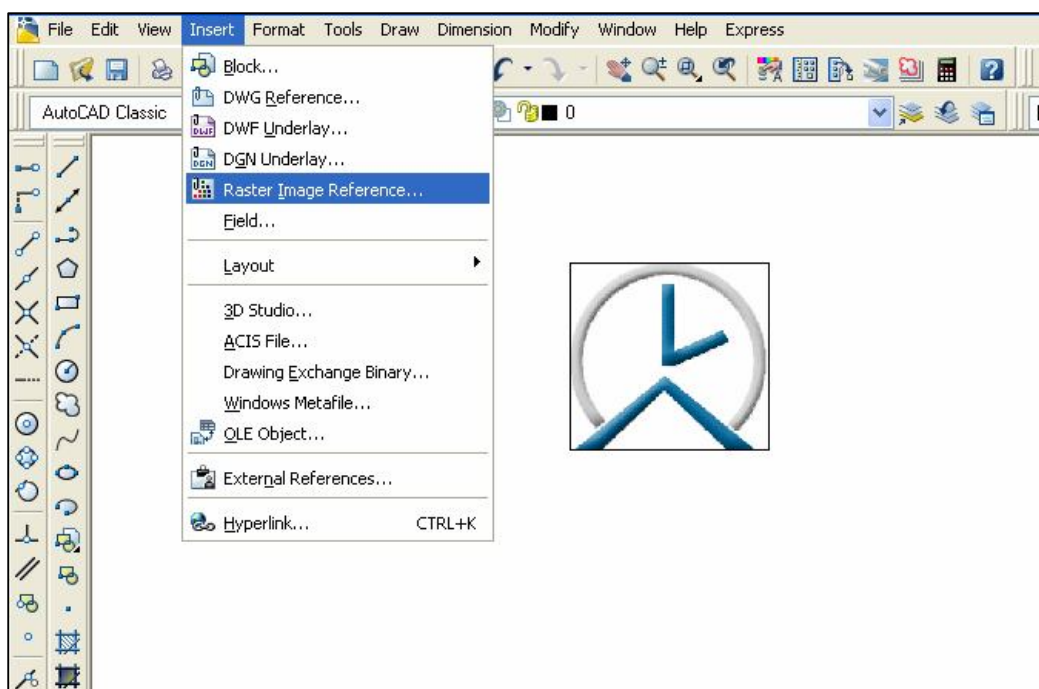 File Edit View Insert Format Tools Draw Dimension Modify Window Help Express
Block...
DWG Reference...
AutoCAD Classic
0
DWF Underlay...
DGN Underlay...
Raster Image Reference...
Field...
Layout
3D Studio...
ACIS File...
Drawing Exchange Binary...
Windows Metafile...
OLE Object...
External References...
Hyperlink... CTRL+K